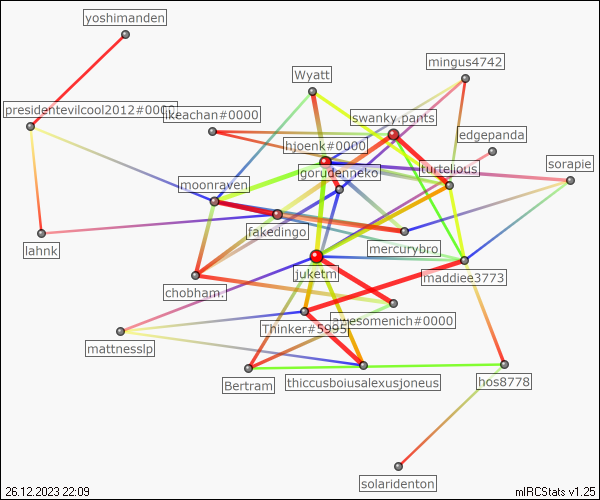 yoshimanden
mingus4742
Wyatt
presidentevilcool2012#0000
ikeachan#0000
swanky.pants
edgepanda
hjoenk#0000
turtelious
sorapie
gorudenneko
moonraven
fakedingo
mercurybro
lahnk
juketm
maddiee3773
chobham.
awesomenich#0000
Thinker#5995
mattnesslp
thiccusboiusalexusjoneus
hos8778
Bertram
solaridenton
26.12.2023 22:09
mIRCStats v1.25